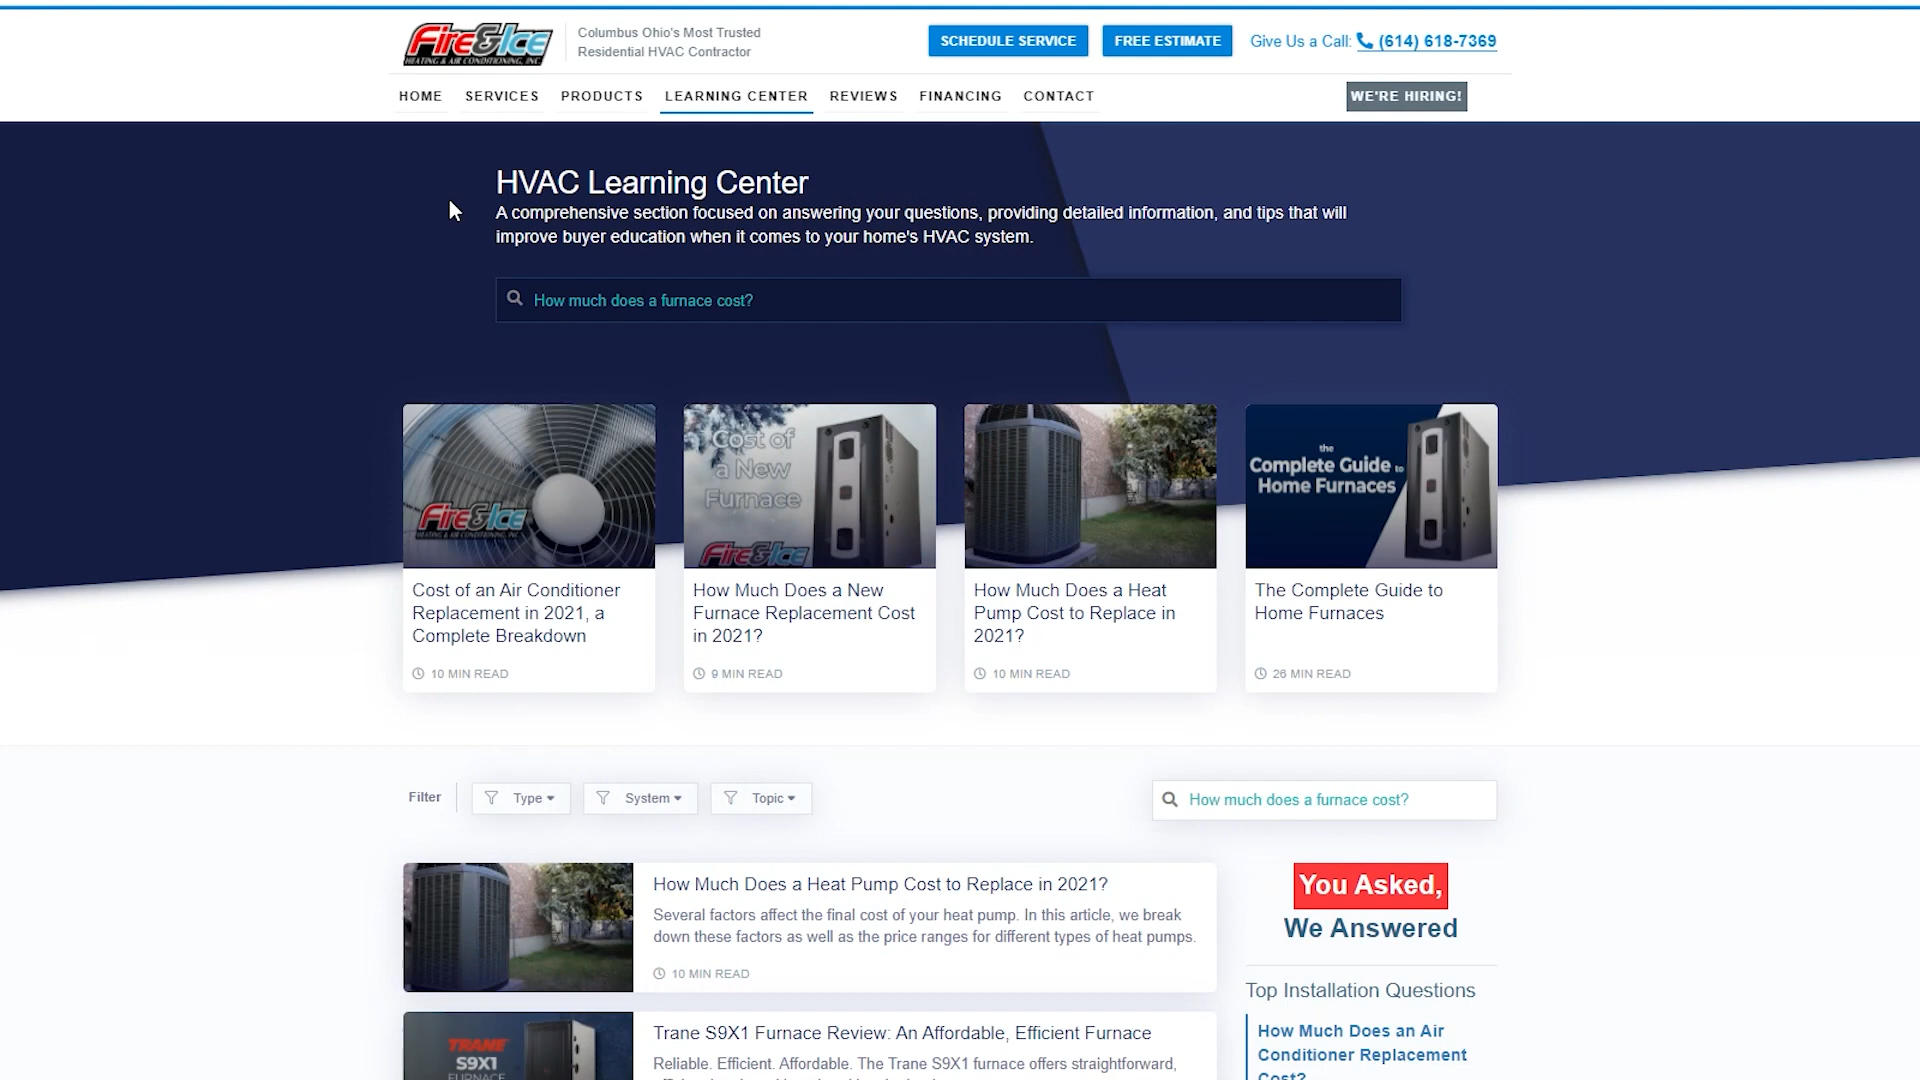 Fire&Ice
HEATING & AIR CONDITIONING, INC.
Columbus Ohio's Most Trusted
Residential HVAC Contractor
SCHEDULE SERVICE
FREE ESTIMATE
Give Us a Call: (614) 618-7369
HOME
SERVICES
PRODUCTS
LEARNING CENTER
REVIEWS
FINANCING
CONTACT
WE'RE HIRING!
HVAC Learning Center
A comprehensive section focused on answering your questions, providing detailed information, and tips that will
improve buyer education when it comes to your home's HVAC system.
How much does a furnace cost?
Fire&Ice
HEATING & AIR CONDITIONING, INC.
Cost of an Air Conditioner
Replacement in 2021, a
Complete Breakdown
10 MIN READ
Cost of
a New
Furnace
Fire&Ice
How Much Does a New
Furnace Replacement Cost
in 2021?
9 MIN READ
How Much Does a Heat
Pump Cost to Replace in
2021?
10 MIN READ
the
Complete Guide to
Home Furnaces
The Complete Guide to
Home Furnaces
26 MIN READ
Filter
Type
System
Topic
How much does a furnace cost?
How Much Does a Heat Pump Cost to Replace in 2021?
Several factors affect the final cost of your heat pump. In this article, we break
down these factors as well as the price ranges for different types of heat pumps.
10 MIN READ
TRANE
S9X1
FURNACE
Trane S9X1 Furnace Review: An Affordable, Efficient Furnace
Reliable. Efficient. Affordable. The Trane S9X1 furnace offers straightforward,
You Asked,
We Answered
Top Installation Questions
How Much Does an Air
Conditioner Replacement
Cost?